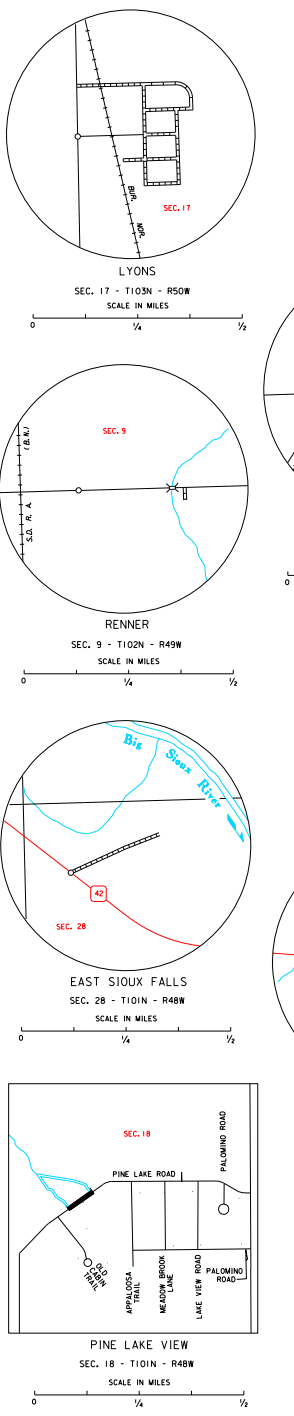 BUR. NOR.
SEC. 17
LYONS
SEC. 17 - T103N - R50W
SCALE IN MILES
0 1/4 1/2
(B.N.)
SEC. 9
S.D. R. A.
RENNER
SEC. 9 - T102N - R49W
SCALE IN MILES
0 1/4 1/2
0
Big Sioux River
42
SEC. 28
EAST SIOUX FALLS
SEC. 28 - T101N - R48W
SCALE IN MILES
0 1/4 1/2
SEC. 18
PALOMINO ROAD
PINE LAKE ROAD
OLD
CABIN
TRAIL
APPALOOSA
TRAIL
MEADOW BROOK
LANE
LAKE VIEW ROAD
PALOMINO
ROAD
PINE LAKE VIEW
SEC. 18 - T101N - R48W
SCALE IN MILES
0 1/4 1/2